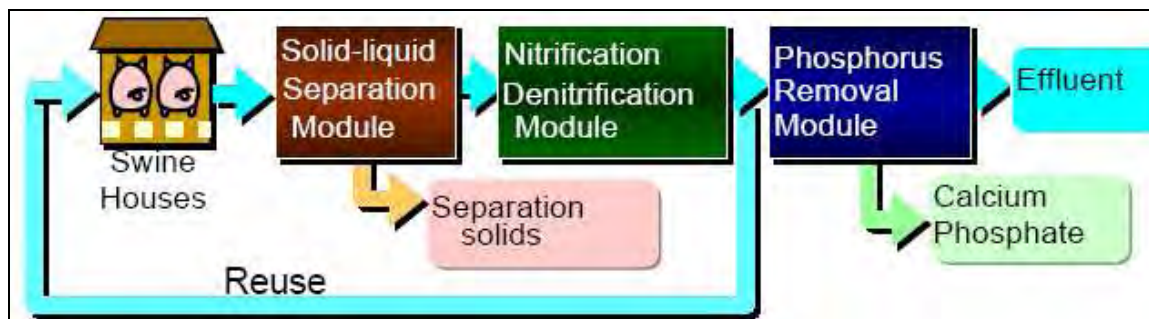 Swine
Houses
Solid-liquid
Separation
Module
Separation
solids
Nitrification
Denitrification
Module
Phosphorus
Removal
Module
Calcium
Phosphate
Effluent
Reuse